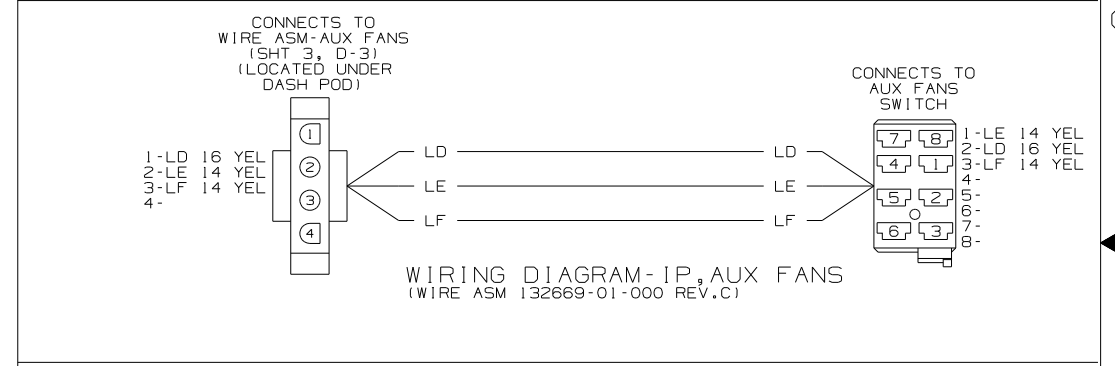 CONNECTS TO
WIRE ASM-AUX FANS
(SHT 3, D-3)
(LOCATED UNDER
DASH POD)
1-LD 16 YEL
2-LE 14 YEL
3-LF 14 YEL
4-
1
2
3
4
LD
LE
LF
LD
LE
LF
CONNECTS TO
AUX FANS
SWITCH
7 8
4 1
5 2
6 3
1-LE 14 YEL
2-LD 16 YEL
3-LF 14 YEL
4-
5-
6-
7-
8-
WIRING DIAGRAM-IP,AUX FANS
(WIRE ASM 132669-01-000 REV.C)